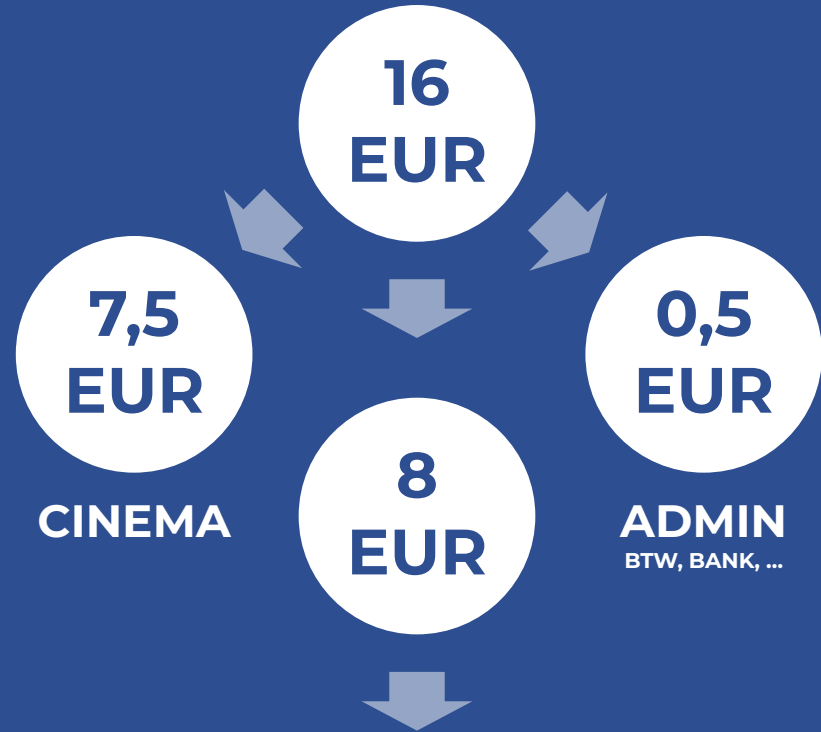 16
EUR
7,5
EUR
0,5
EUR
CINEMA
8
EUR
ADMIN
BTW, BANK, ...